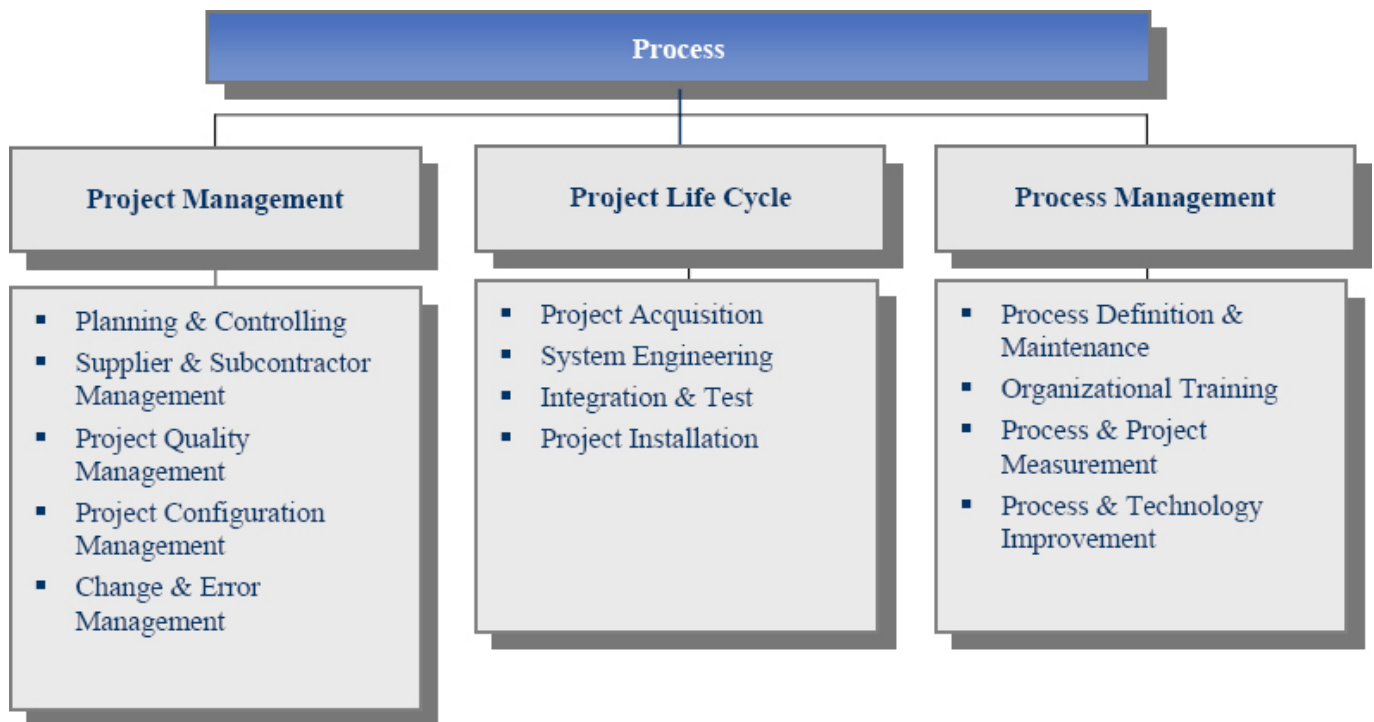 Process
Project Management
Project Life Cycle
Process Management
▪ Planning & Controlling
▪ Supplier & Subcontractor
Management
▪ Project Quality
Management
▪ Project Configuration
Management
▪ Change & Error
Management
▪ Project Acquisition
▪ System Engineering
▪ Integration & Test
▪ Project Installation
▪ Process Definition &
Maintenance
▪ Organizational Training
▪ Process & Project
Measurement
▪ Process & Technology
Improvement